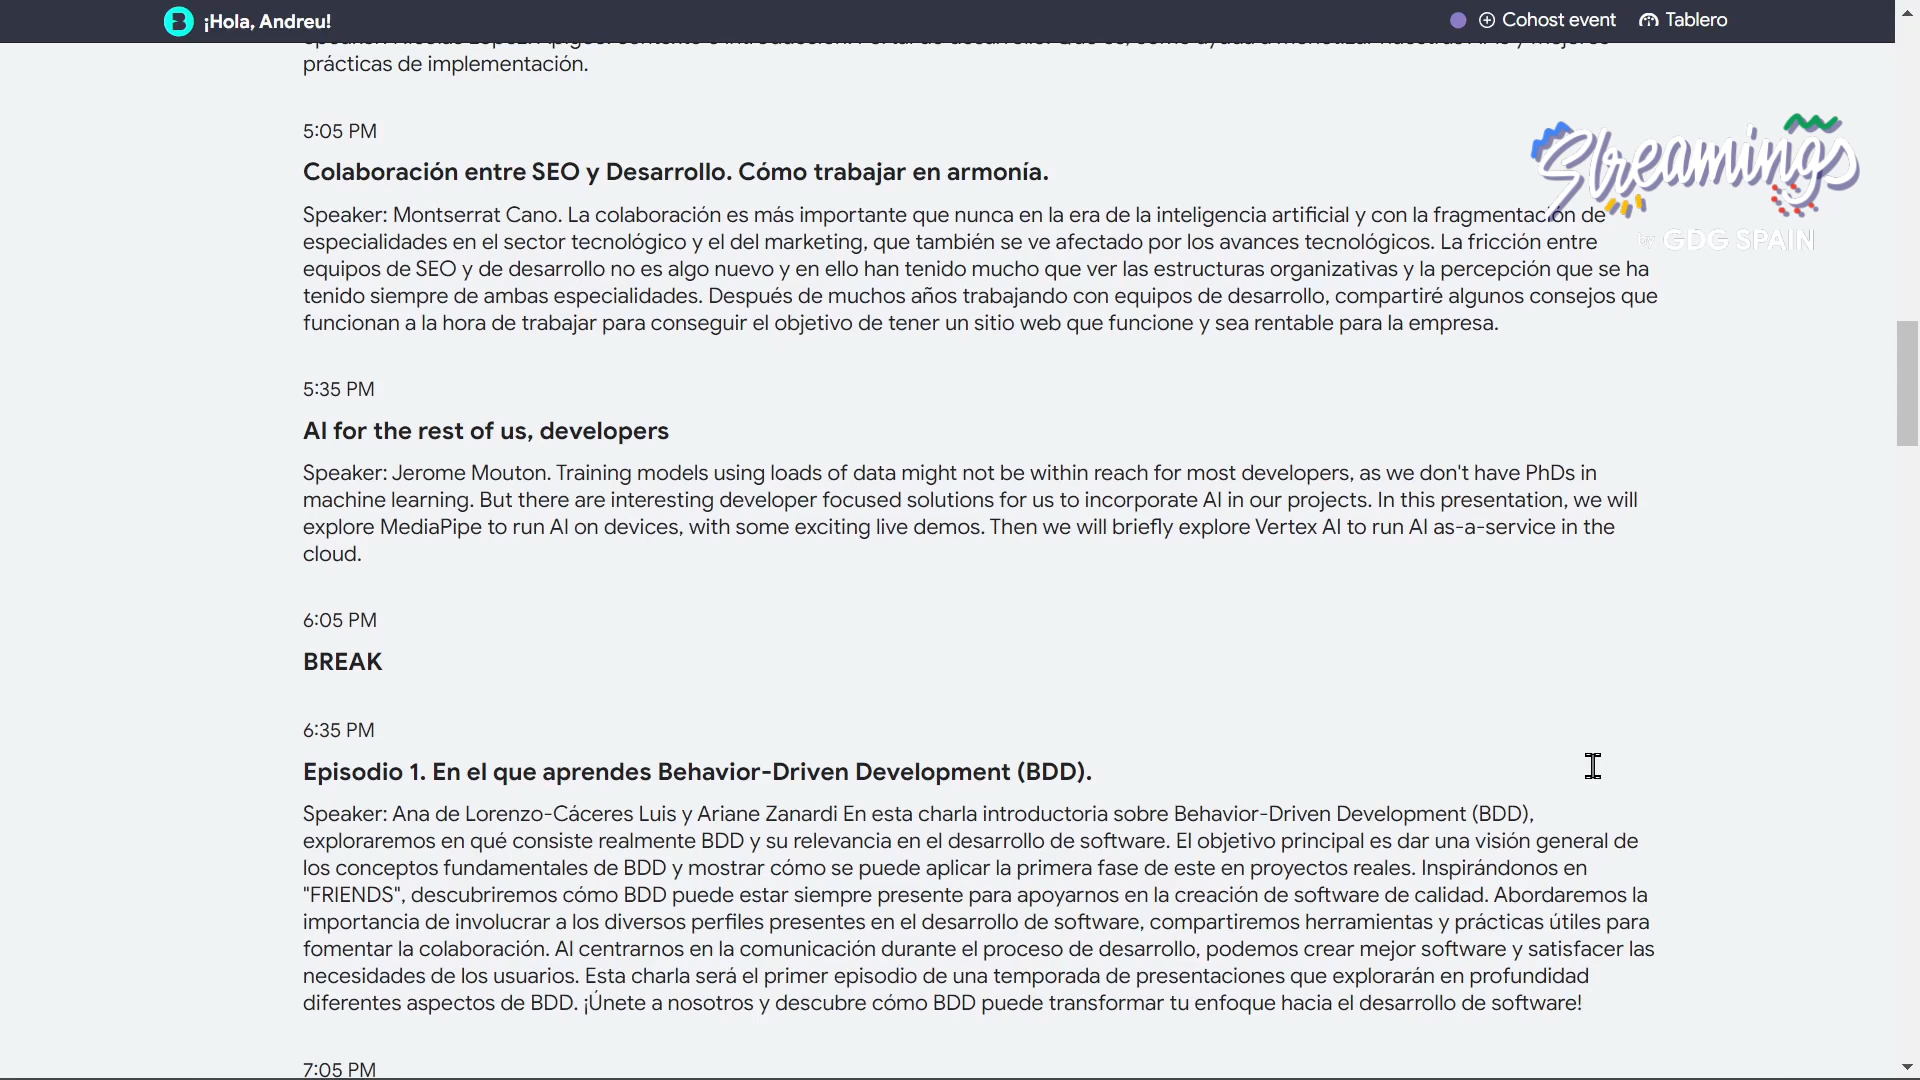 ¡Hola, Andreu!
Cohost event
Tablero
prácticas de implementación.
5:05 PM
Colaboración entre SEO y Desarrollo. Cómo trabajar en armonía.
Streamings
by GDG SPAIN
Speaker: Montserrat Cano. La colaboración es más importante que nunca en la era de la inteligencia artificial y con la fragmentación de
especialidades en el sector tecnológico y el del marketing, que también se ve afectado por los avances tecnológicos. La fricción entre
equipos de SEO y de desarrollo no es algo nuevo y en ello han tenido mucho que ver las estructuras organizativas y la percepción que se ha
tenido siempre de ambas especialidades. Después de muchos años trabajando con equipos de desarrollo, compartiré algunos consejos que
funcionan a la hora de trabajar para conseguir el objetivo de tener un sitio web que funcione y sea rentable para la empresa.
5:35 PM
AI for the rest of us, developers
Speaker: Jerome Mouton. Training models using loads of data might not be within reach for most developers, as we don't have PhDs in
machine learning. But there are interesting developer focused solutions for us to incorporate AI in our projects. In this presentation, we will
explore MediaPipe to run AI on devices, with some exciting live demos. Then we will briefly explore Vertex AI to run AI as-a-service in the
cloud.
6:05 PM
BREAK
6:35 PM
Episodio 1. En el que aprendes Behavior-Driven Development (BDD).
Speaker: Ana de Lorenzo-Cáceres Luis y Ariane Zanardi En esta charla introductoria sobre Behavior-Driven Development (BDD),
exploraremos en qué consiste realmente BDD y su relevancia en el desarrollo de software. El objetivo principal es dar una visión general de
los conceptos fundamentales de BDD y mostrar cómo se puede aplicar la primera fase de este en proyectos reales. Inspirándonos en
"FRIENDS", descubriremos cómo BDD puede estar siempre presente para apoyarnos en la creación de software de calidad. Abordaremos la
importancia de involucrar a los diversos perfiles presentes en el desarrollo de software, compartiremos herramientas y prácticas útiles para
fomentar la colaboración. Al centrarnos en la comunicación durante el proceso de desarrollo, podemos crear mejor software y satisfacer las
necesidades de los usuarios. Esta charla será el primer episodio de una temporada de presentaciones que explorarán en profundidad
diferentes aspectos de BDD. ¡Únete a nosotros y descubre cómo BDD puede transformar tu enfoque hacia el desarrollo de software!
7:05 PM